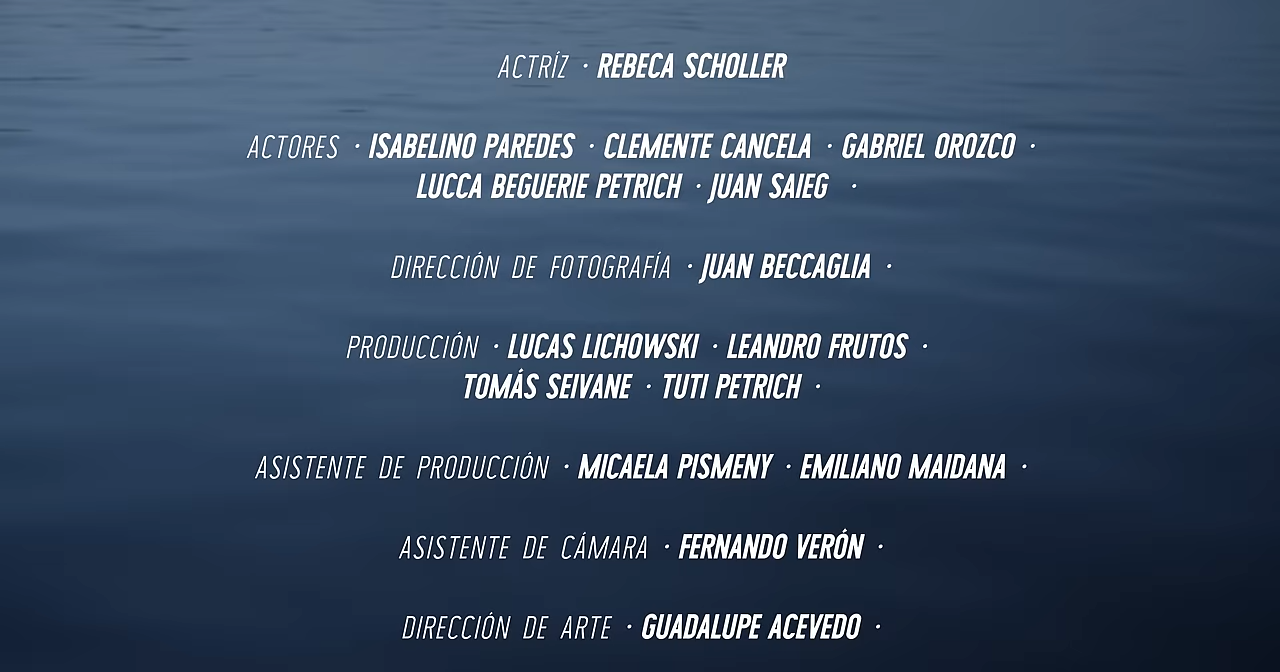 ACTRÍZ · REBECA SCHOLLER
ACTORES · ISABELINO PAREDES · CLEMENTE CANCELA · GABRIEL OROZCO ·
LUCCA BEGUERIE PETRICH · JUAN SAIEG ·
DIRECCIÓN DE FOTOGRAFÍA · JUAN BECCAGLIA ·
PRODUCCIÓN · LUCAS LICHOWSKI · LEANDRO FRUTOS ·
TOMÁS SEIVANE · TUTI PETRICH ·
ASISTENTE DE PRODUCCIÓN · MICAELA PISMENY · EMILIANO MAIDANA ·
ASISTENTE DE CÁMARA · FERNANDO VERÓN ·
DIRECCIÓN DE ARTE · GUADALUPE ACEVEDO ·